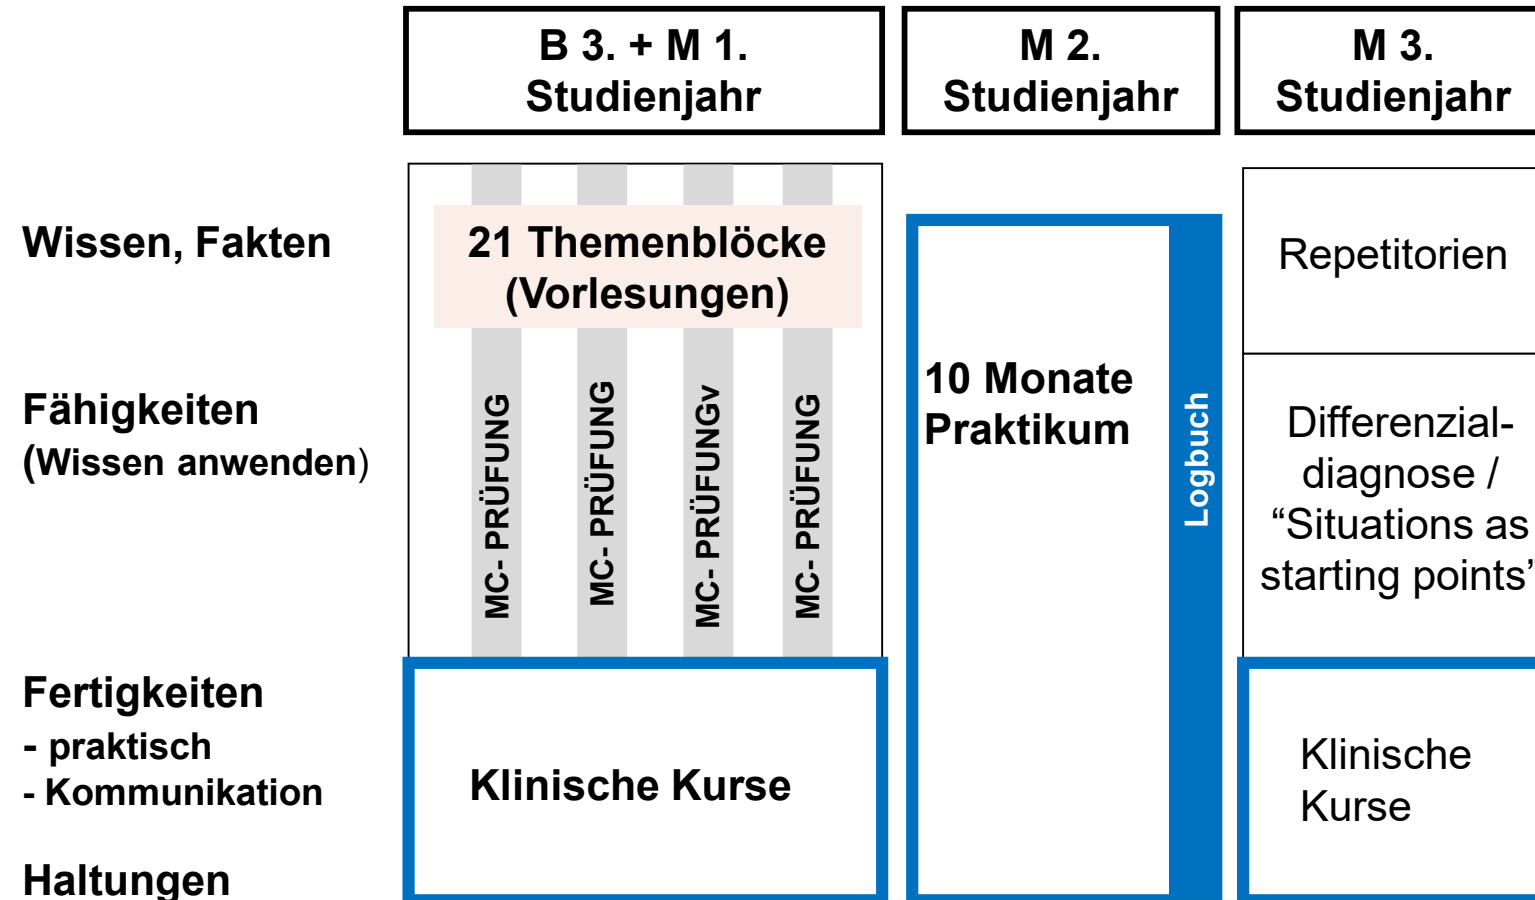 B 3. + M 1.
Studienjahr
M 2.
Studienjahr
M 3.
Studienjahr
Wissen, Fakten
21 Themenblöcke
(Vorlesungen)
Repetitorien
Fähigkeiten
(Wissen anwenden)
MC- PRÜFUNG
MC- PRÜFUNG
MC- PRÜFUNGv
MC- PRÜFUNG
10 Monate
Praktikum
Logbuch
Differenzial-
diagnose /
“Situations as
starting points”
Fertigkeiten
- praktisch
- Kommunikation
Klinische Kurse
Klinische
Kurse
Haltungen